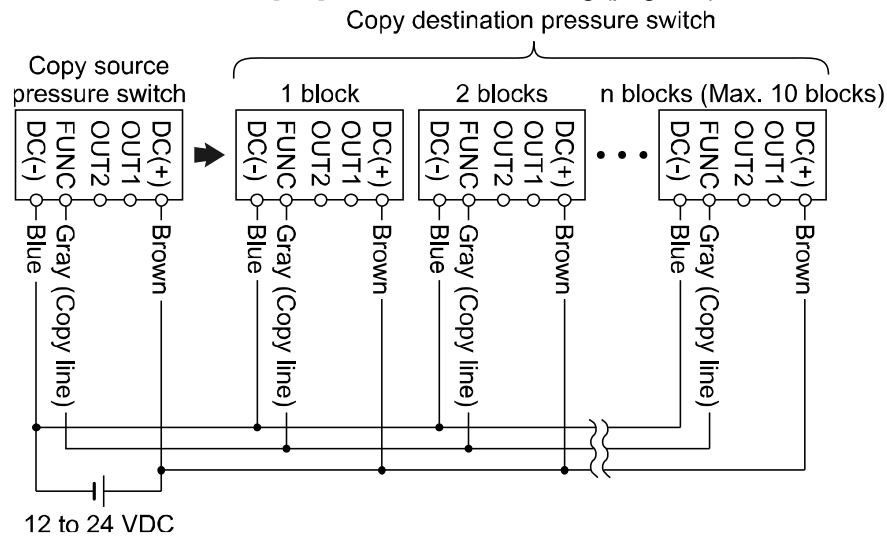 Copy destination pressure switch
Copy source
pressure switch
1 block
2 blocks
n blocks (Max. 10 blocks)
DC(-)
FUNC
OUT2
OUT1
DC(+)
DC(-)
FUNC
OUT2
OUT1
DC(+)
DC(-)
FUNC
OUT2
OUT1
DC(+)
DC(-)
FUNC
OUT2
OUT1
DC(+)
Blue
Gray (Copy line)
Brown
Blue
Gray (Copy line)
Brown
Blue
Gray (Copy line)
Brown
Blue
Gray (Copy line)
Brown
12 to 24 VDC